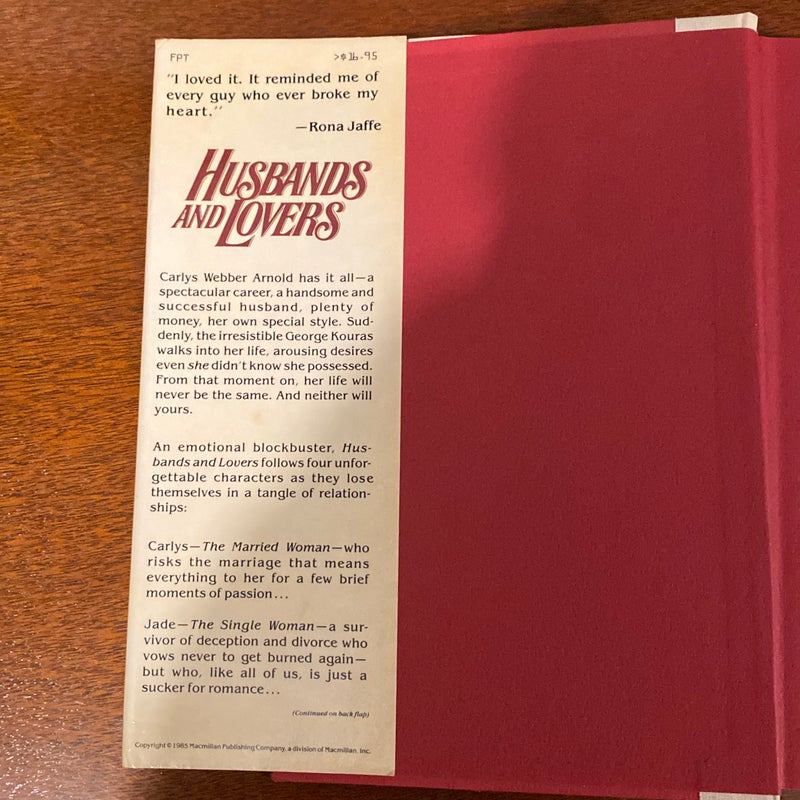 FPT >$16.95
"I loved it. It reminded me of
every guy who ever broke my
heart."
—Rona Jaffe
HUSBANDS
AND LOVERS
Carlys Webber Arnold has it all—a
spectacular career, a handsome and
successful husband, plenty of
money, her own special style. Sud-
denly, the irresistible George Kouras
walks into her life, arousing desires
even she didn't know she possessed.
From that moment on, her life will
never be the same. And neither will
yours.
An emotional blockbuster, Hus-
bands and Lovers follows four unfor-
gettable characters as they lose
themselves in a tangle of relation-
ships:
Carlys—The Married Woman—who
risks the marriage that means
everything to her for a few brief
moments of passion...
Jade—The Single Woman—a sur-
vivor of deception and divorce who
vows never to get burned again—
but who, like all of us, is just a
sucker for romance...
(Continued on back flap)
Copyright © 1985 Macmillan Publishing Company, a division of Macmillan, Inc.